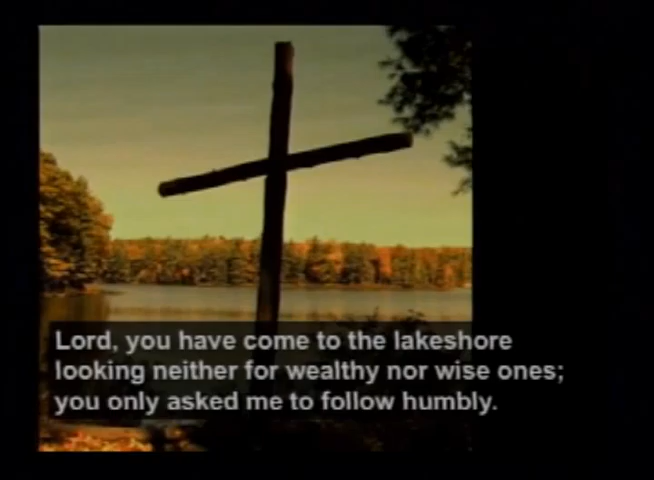 Lord, you have come to the lakeshore
looking neither for wealthy nor wise ones;
you only asked me to follow humbly.